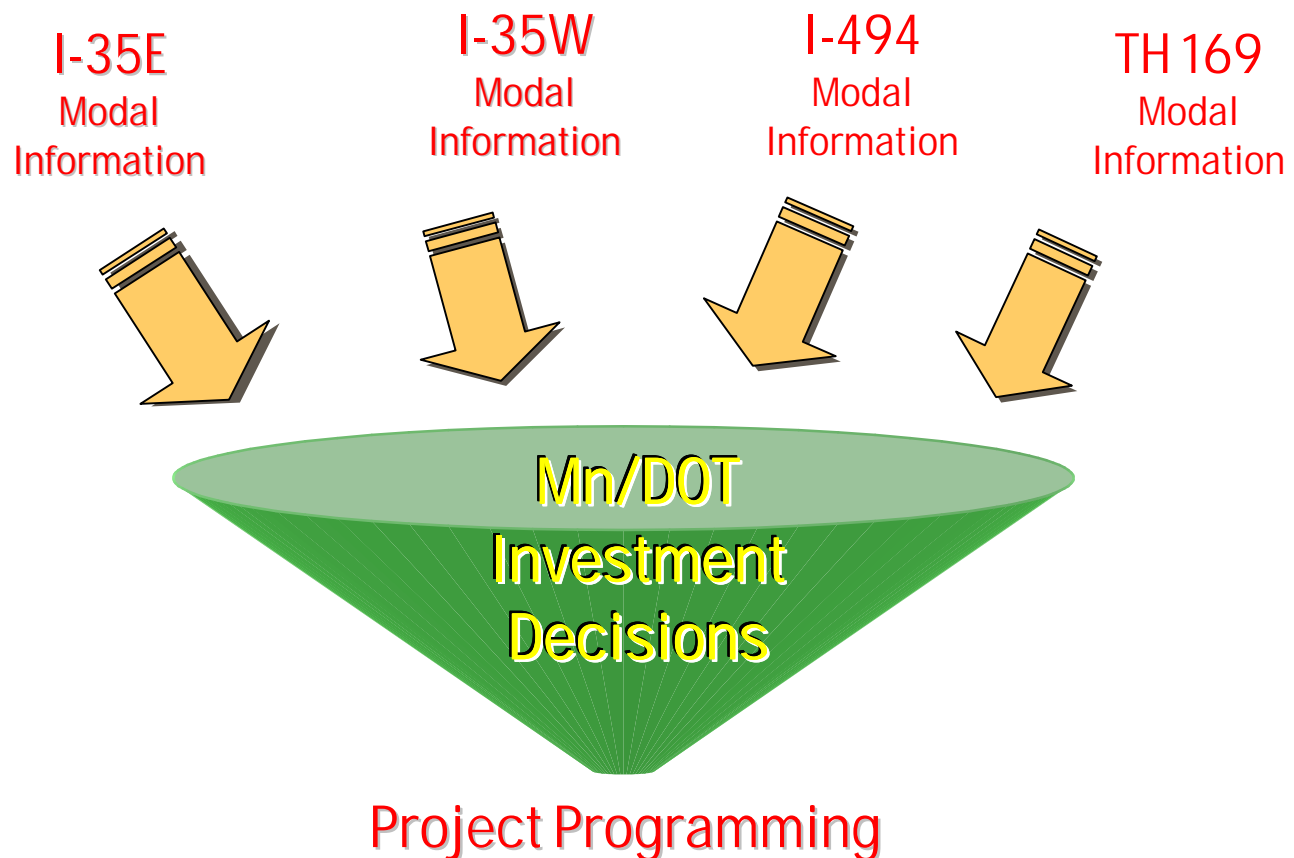 I-35E
Modal
Information
I-35W
Modal
Information
I-494
Modal
Information
TH 169
Modal
Information
Mn/DOT
Investment
Decisions
Project Programming